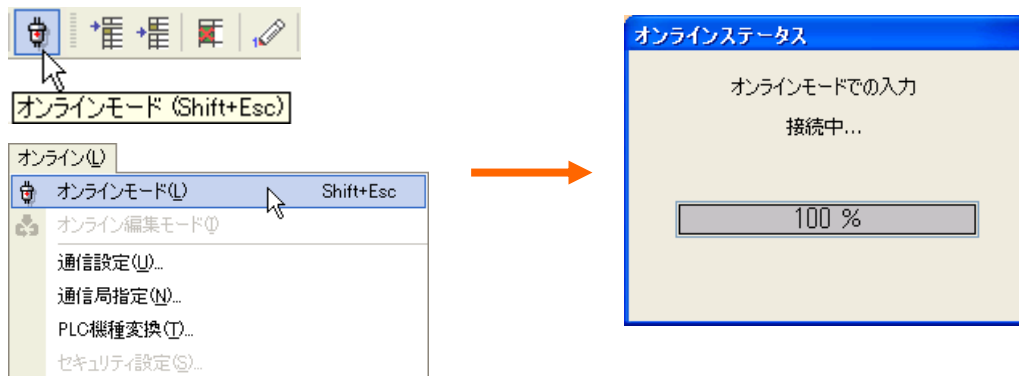 オンラインモード (Shift+Esc)
オンライン(L)
オンラインモード(L) Shift+Esc
オンライン編集モード(I)
通信設定(U)...
通信局指定(N)...
PLC機種変換(T)...
セキュリティ設定(S)...
オンラインステータス
オンラインモードでの入力
接続中...
100 %